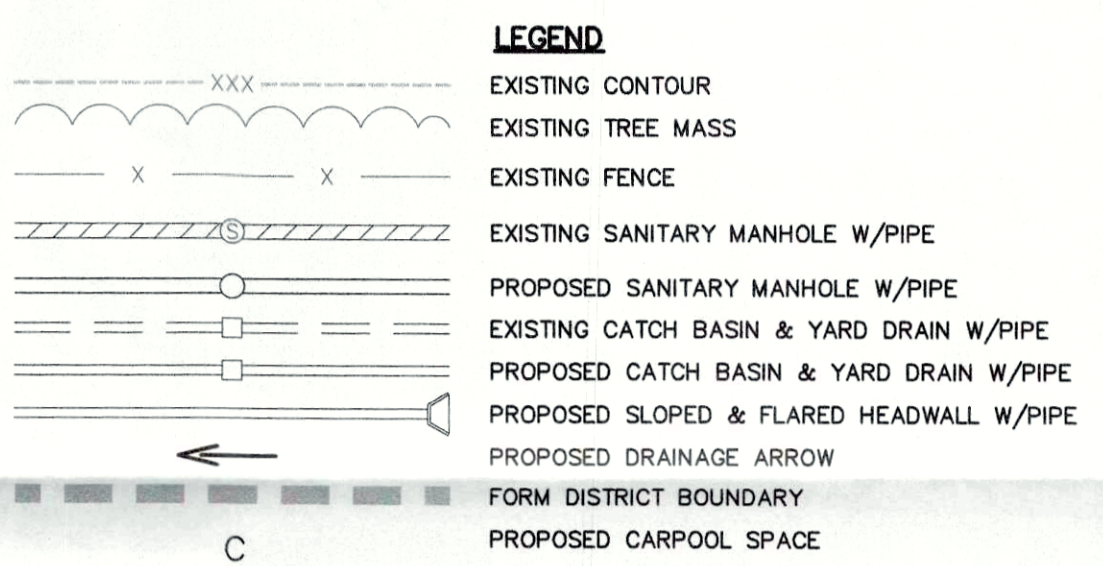 LEGEND
XXX EXISTING CONTOUR
EXISTING TREE MASS
X X EXISTING FENCE
S EXISTING SANITARY MANHOLE W/PIPE
PROPOSED SANITARY MANHOLE W/PIPE
EXISTING CATCH BASIN & YARD DRAIN W/PIPE
PROPOSED CATCH BASIN & YARD DRAIN W/PIPE
PROPOSED SLOPED & FLARED HEADWALL W/PIPE
PROPOSED DRAINAGE ARROW
FORM DISTRICT BOUNDARY
C PROPOSED CARPOOL SPACE